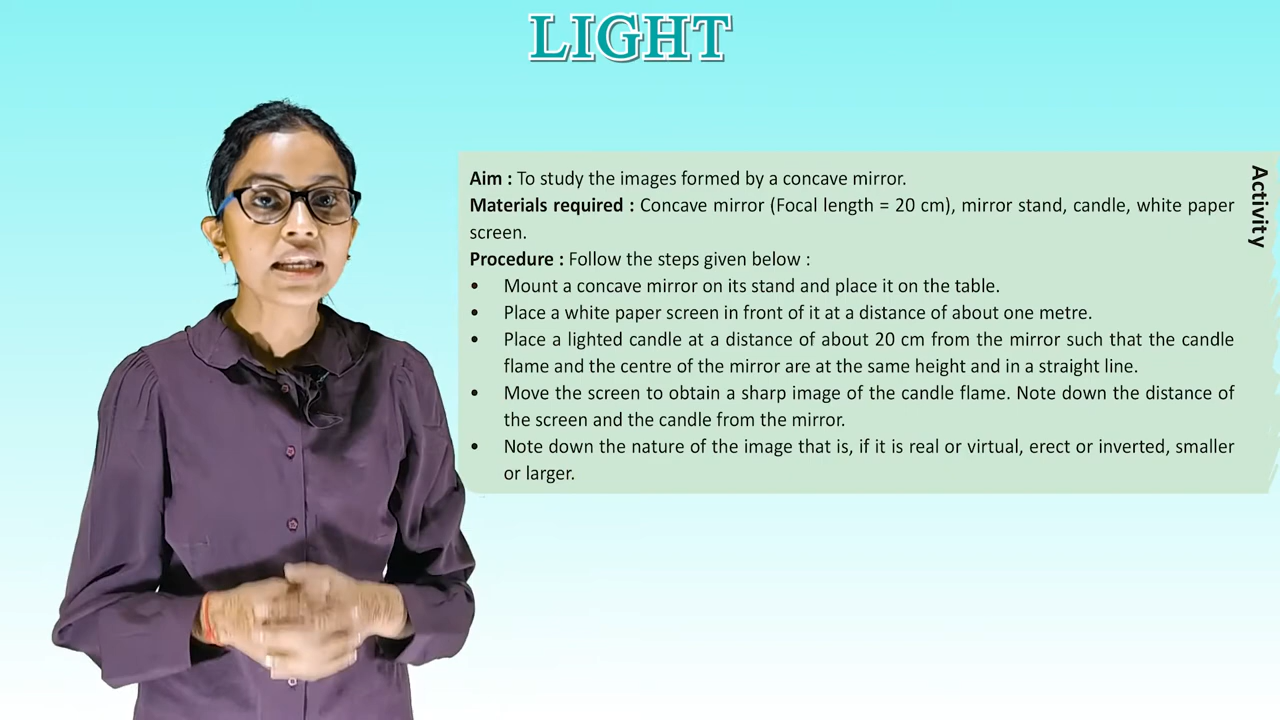 LIGHT
Activity
Aim : To study the images formed by a concave mirror.
Materials required : Concave mirror (Focal length = 20 cm), mirror stand, candle, white paper
screen.
Procedure : Follow the steps given below :
• Mount a concave mirror on its stand and place it on the table.
• Place a white paper screen in front of it at a distance of about one metre.
• Place a lighted candle at a distance of about 20 cm from the mirror such that the candle
flame and the centre of the mirror are at the same height and in a straight line.
• Move the screen to obtain a sharp image of the candle flame. Note down the distance of
the screen and the candle from the mirror.
• Note down the nature of the image that is, if it is real or virtual, erect or inverted, smaller
or larger.